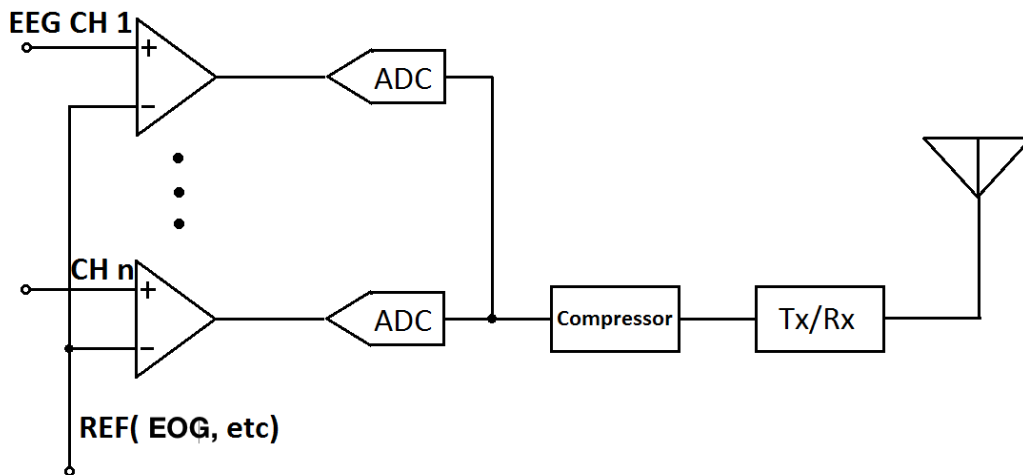 EEG CH 1
+
ADC
−
CH n
+
ADC
Compressor
Tx/Rx
−
REF( EOG, etc)